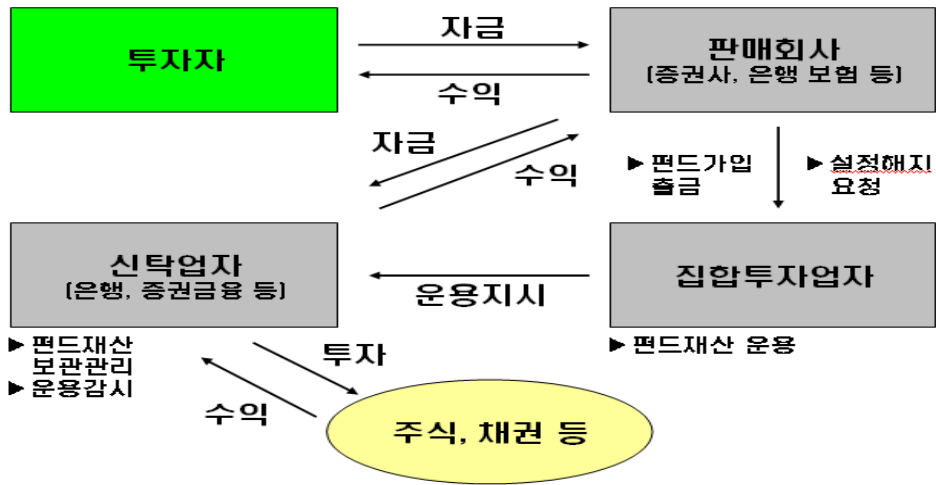 투자자
자금
수익
판매회사
(증권사, 은행 보험 등)
자금
수익
▶ 펀드가입
출금
▶ 설정해지
요청
신탁업자
(은행, 증권금융 등)
운용지시
집합투자업자
▶ 펀드재산
보관관리
▶ 운용감시
▶ 펀드재산 운용
투자
수익
주식, 채권 등